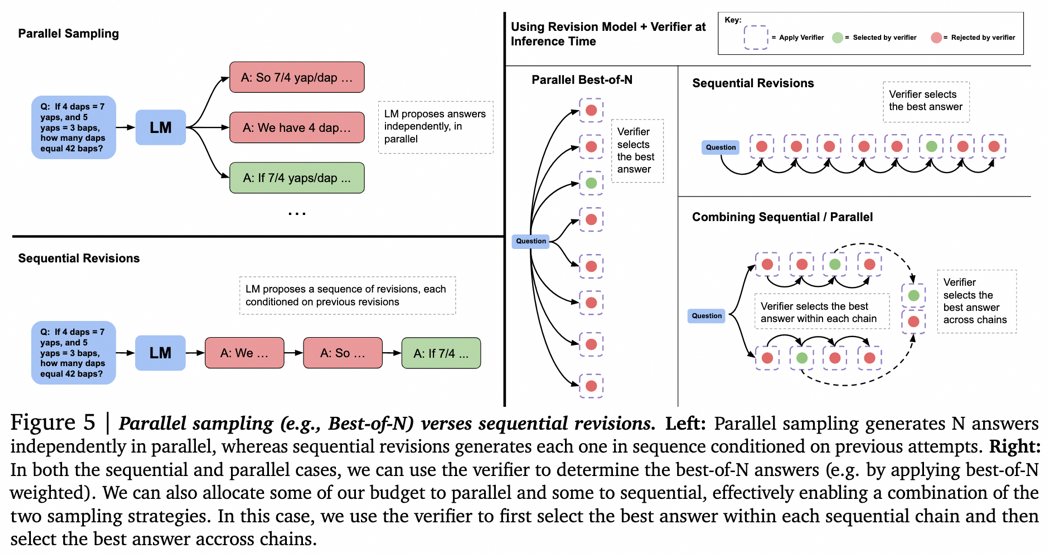 Parallel Sampling
Q: If 4 daps = 7
yaps, and 5
yaps = 3 baps,
how many daps
equal 42 baps?
LM
A: So 7/4 yap/dap ...
A: We have 4 dap...
A: If 7/4 yaps/dap ...
...
LM proposes answers
independently, in
parallel
Sequential Revisions
LM proposes a sequence of revisions, each
conditioned on previous revisions
Q: If 4 daps = 7
yaps, and 5
yaps = 3 baps,
how many daps
equal 42 baps?
LM
A: We ...
A: So ...
A: If 7/4 ...
Using Revision Model + Verifier at
Inference Time
Key:
= Apply Verifier
= Selected by verifier
= Rejected by verifier
Parallel Best-of-N
Verifier
selects
the best
answer
Question
Sequential Revisions
Verifier selects
the best answer
Question
Combining Sequential / Parallel
Question
Verifier selects the best
answer within each chain
Verifier
selects the
best answer
across chains
Figure 5 | Parallel sampling (e.g., Best-of-N) verses sequential revisions. Left: Parallel sampling generates N answers
independently in parallel, whereas sequential revisions generates each one in sequence conditioned on previous attempts. Right:
In both the sequential and parallel cases, we can use the verifier to determine the best-of-N answers (e.g. by applying best-of-N
weighted). We can also allocate some of our budget to parallel and some to sequential, effectively enabling a combination of the
two sampling strategies. In this case, we use the verifier to first select the best answer within each sequential chain and then
select the best answer accross chains.